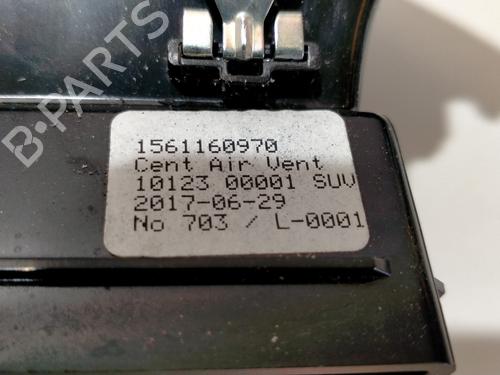 B-PARTS
1561160970
Cent Air Vent
10123 00001 SUV
2017-06-29
No 703 / L-0001